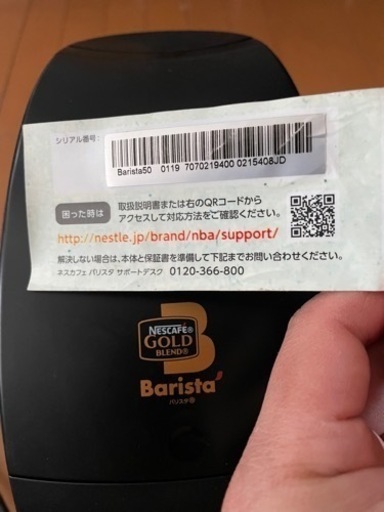 シリアル番号:
Barista50 0119 7070219400 0215408JD
困った時は
取扱説明書または右のQRコードから
アクセスして対応方法をご確認ください。
http://nestle.jp/brand/nba/support/
解決しない場合は、本体と保証書を準備して下記までお問い合わせください。
ネスカフェ バリスタ サポートデスク 0120-366-800
NESCAFÉ®
GOLD
BLEND®
B
Barista
バリスタ